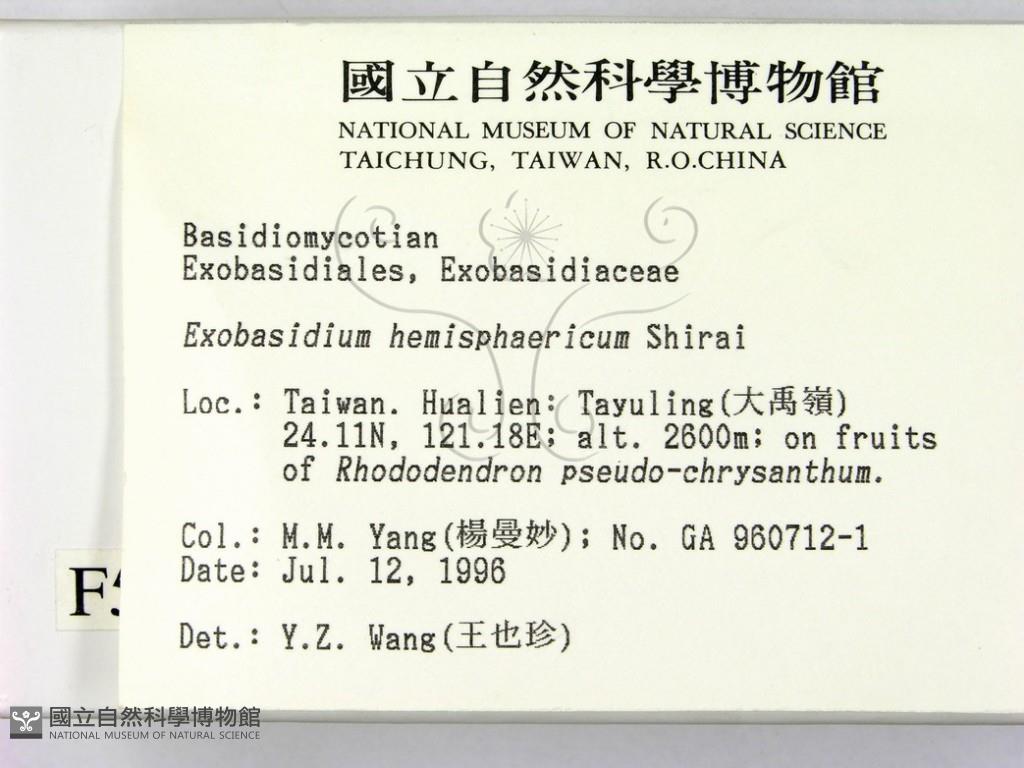 國立自然科學博物館
NATIONAL MUSEUM OF NATURAL SCIENCE
TAICHUNG, TAIWAN, R.O.CHINA
Basidiomycotian
Exobasidiales, Exobasidiaceae
Exobasidium hemisphaericum Shirai
Loc.: Taiwan. Hualien: Tayuling(大禹嶺)
24.11N, 121.18E; alt. 2600m; on fruits
of Rhododendron pseudo-chrysanthum.
Col.: M.M. Yang(楊曼妙); No. GA 960712-1
Date: Jul. 12, 1996
Det.: Y.Z. Wang(王也珍)
國立自然科學博物館
NATIONAL MUSEUM OF NATURAL SCIENCE